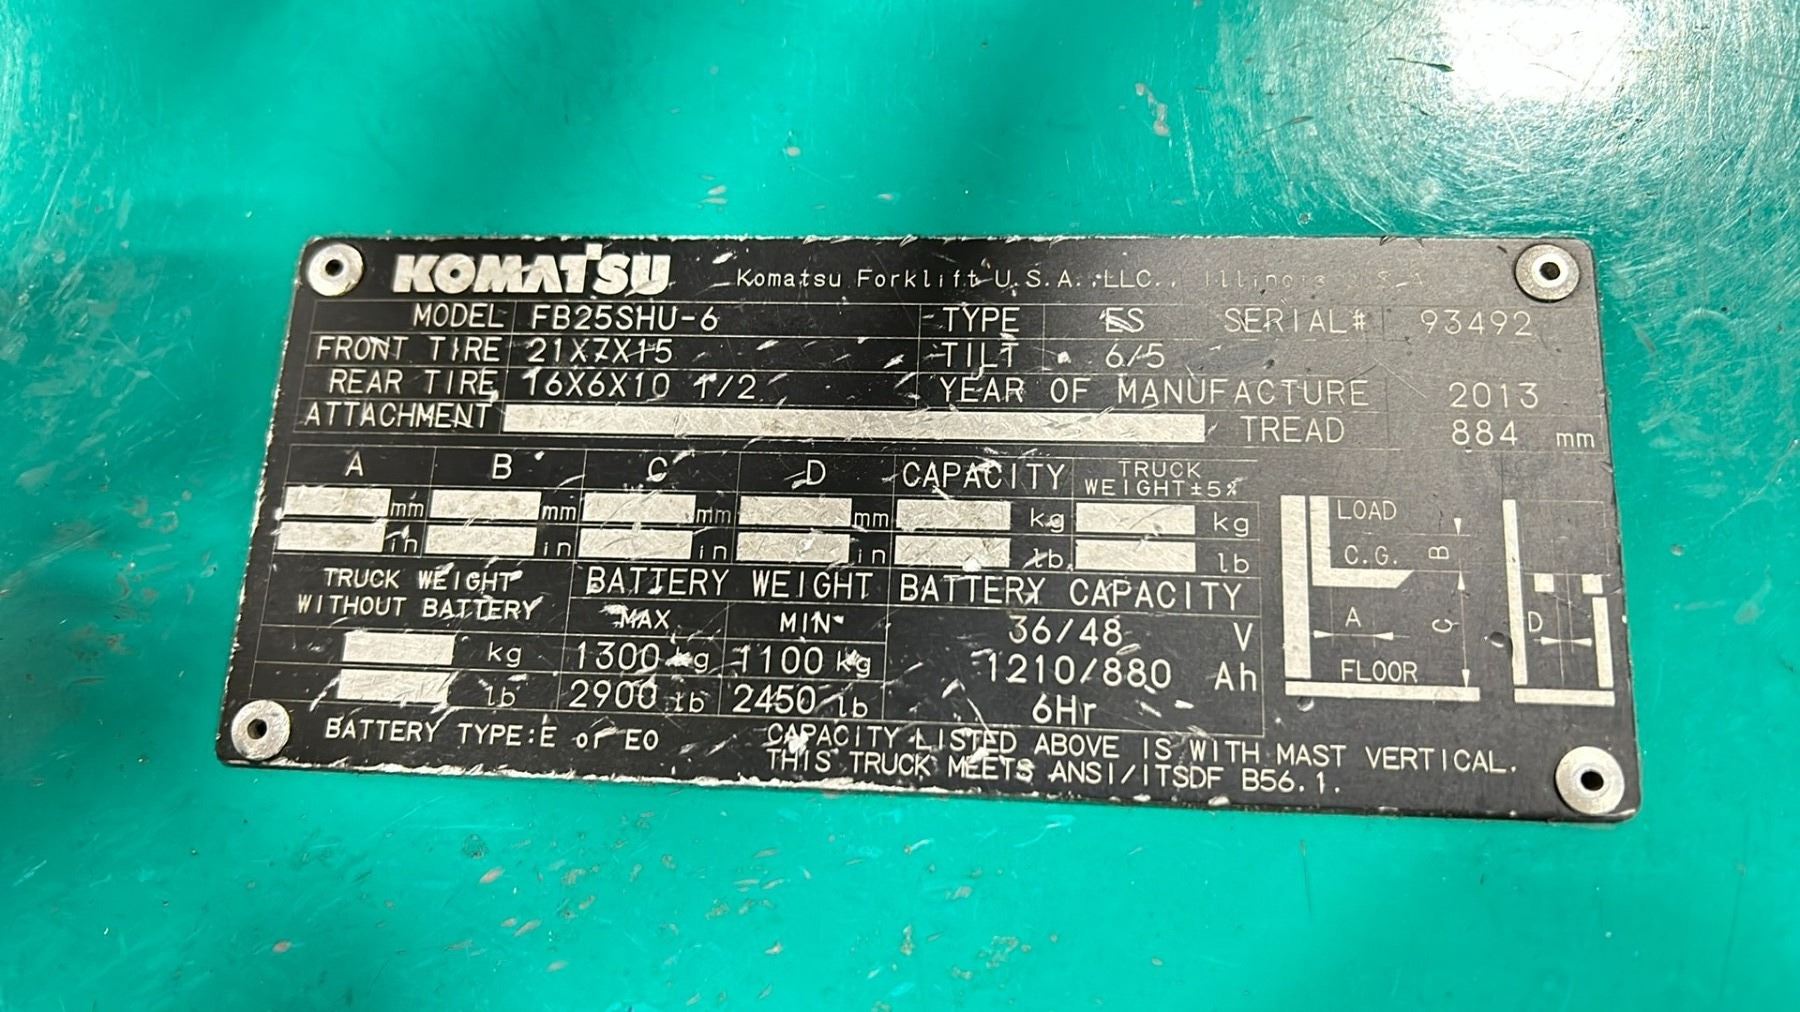 KOMATSU Komatsu Forklift U.S.A. LLC., Illinois
MODEL FB25SHU-6 TYPE ES SERIAL# 93492
FRONT TIRE 21X7X15 TILT 6/5
REAR TIRE 16X6X10 1/2 YEAR OF MANUFACTURE 2013
ATTACHMENT TREAD 884 mm
A B C D CAPACITY TRUCK WEIGHT±5%
mm mm mm mm kg kg
in in in in lb lb
TRUCK WEIGHT WITHOUT BATTERY BATTERY WEIGHT BATTERY CAPACITY
MAX MIN 36/48 V
kg 1300 kg 1100 kg 1210/880 Ah
lb 2900 lb 2450 lb 6Hr
BATTERY TYPE:E or EO
CAPACITY LISTED ABOVE IS WITH MAST VERTICAL.
THIS TRUCK MEETS ANSI/ITSDF B56.1.
LOAD
C.G. B
A C D
FLOOR